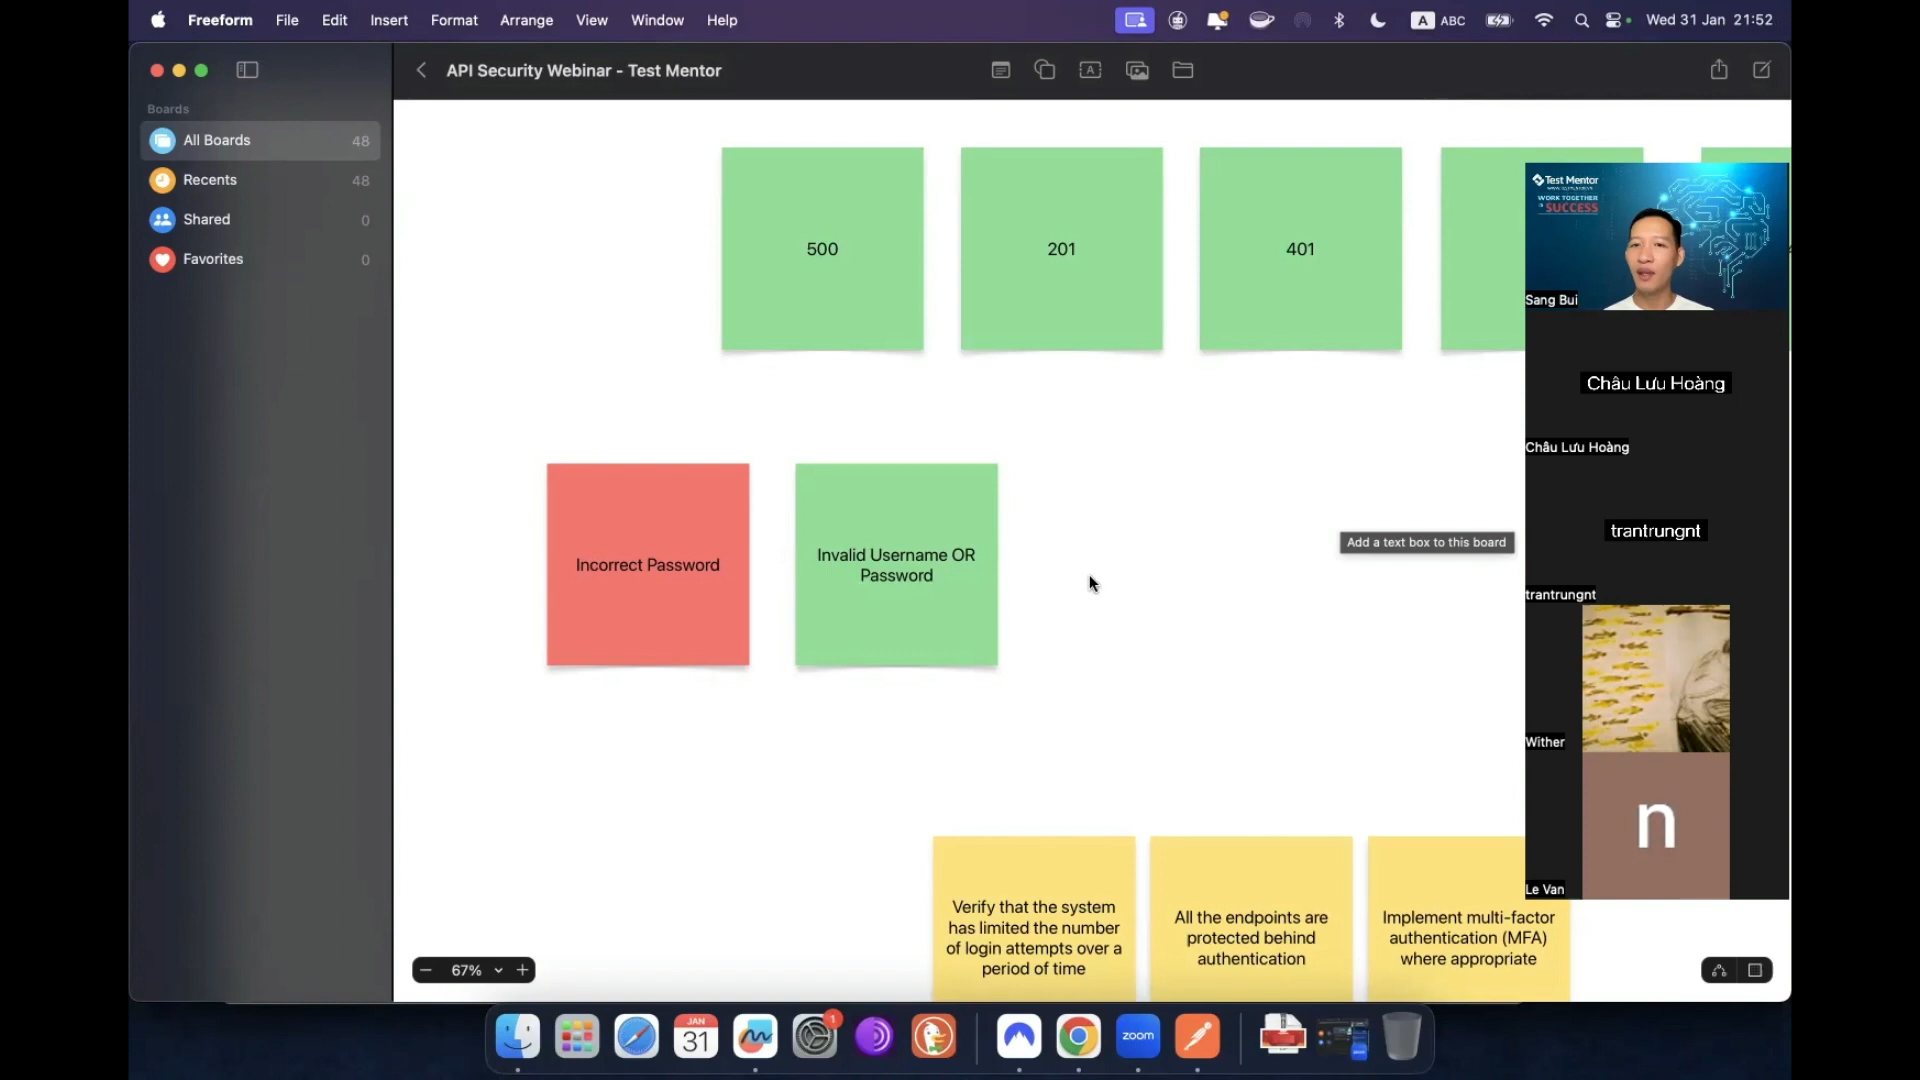 Freeform File Edit Insert Format Arrange View Window Help
A ABC
Wed 31 Jan 21:52
API Security Webinar - Test Mentor
A
Boards
All Boards 48
Recents 48
Shared 0
Favorites 0
500
201
401
Test Mentor
WORK TOGETHER
SUCCESS
Sang Bui
Châu Lưu Hoàng
Châu Lưu Hoàng
trantrungnt
trantrungnt
Wither
n
Le Van
Incorrect Password
Invalid Username OR
Password
Add a text box to this board
Verify that the system
has limited the number
of login attempts over a
period of time
All the endpoints are
protected behind
authentication
Implement multi-factor
authentication (MFA)
where appropriate
67%
JAN
31
1
zoom